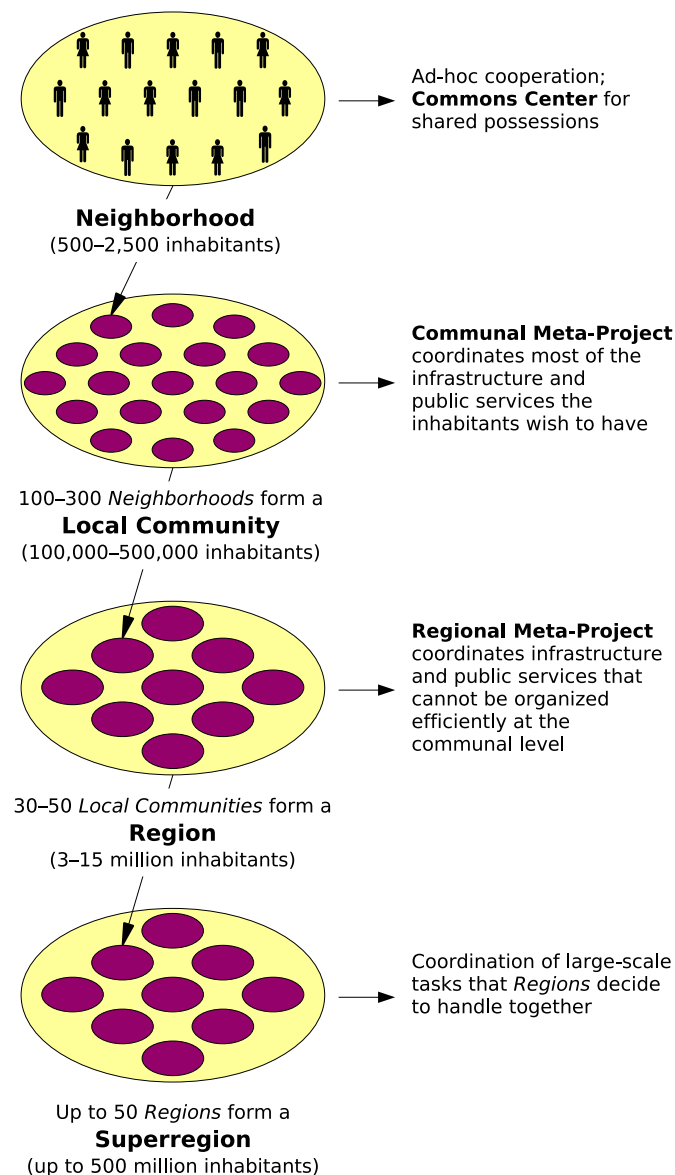 Ad-hoc cooperation;
Commons Center for
shared possessions
Neighborhood
(500–2,500 inhabitants)
Communal Meta-Project
coordinates most of the
infrastructure and
public services the
inhabitants wish to have
100–300 Neighborhoods form a
Local Community
(100,000–500,000 inhabitants)
Regional Meta-Project
coordinates infrastructure
and public services that
cannot be organized
efficiently at the
communal level
30–50 Local Communities form a
Region
(3–15 million inhabitants)
Coordination of large-scale
tasks that Regions decide
to handle together
Up to 50 Regions form a
Superregion
(up to 500 million inhabitants)